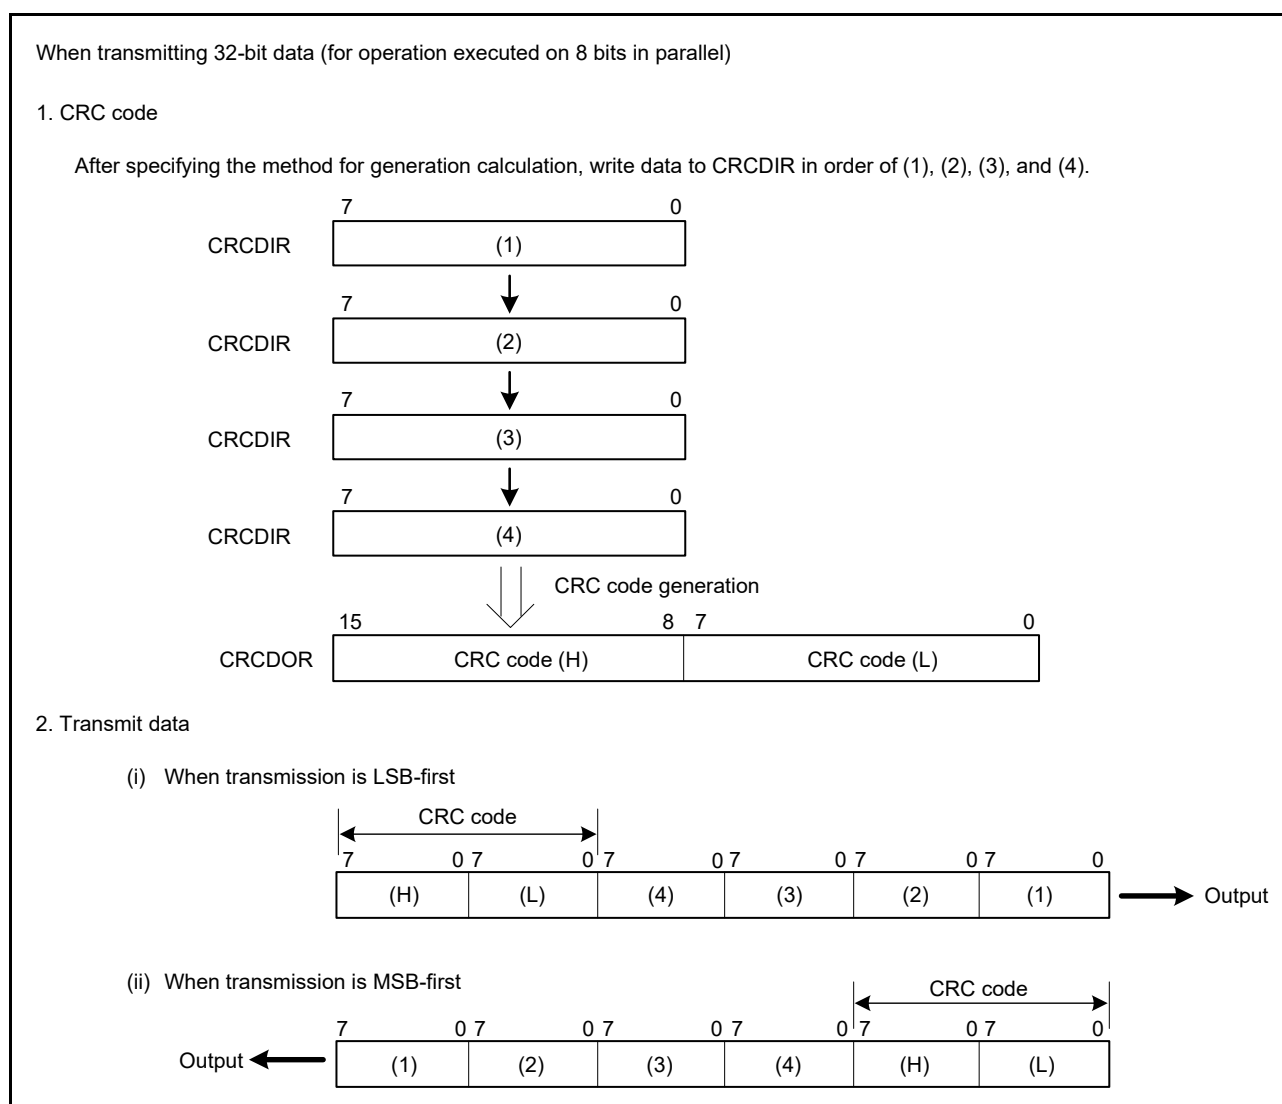 When transmitting 32-bit data (for operation executed on 8 bits in parallel)
1. CRC code
After specifying the method for generation calculation, write data to CRCDIR in order of (1), (2), (3), and (4).
7 0
CRCDIR (1)
7 0
CRCDIR (2)
7 0
CRCDIR (3)
7 0
CRCDIR (4)
CRC code generation
15 8 7 0
CRCDOR CRC code (H) CRC code (L)
2. Transmit data
(i) When transmission is LSB-first
CRC code
7 0 7 0 7 0 7 0 7 0 7 0
(H) (L) (4) (3) (2) (1) Output
(ii) When transmission is MSB-first
CRC code
7 0 7 0 7 0 7 0 7 0 7 0
Output (1) (2) (3) (4) (H) (L)